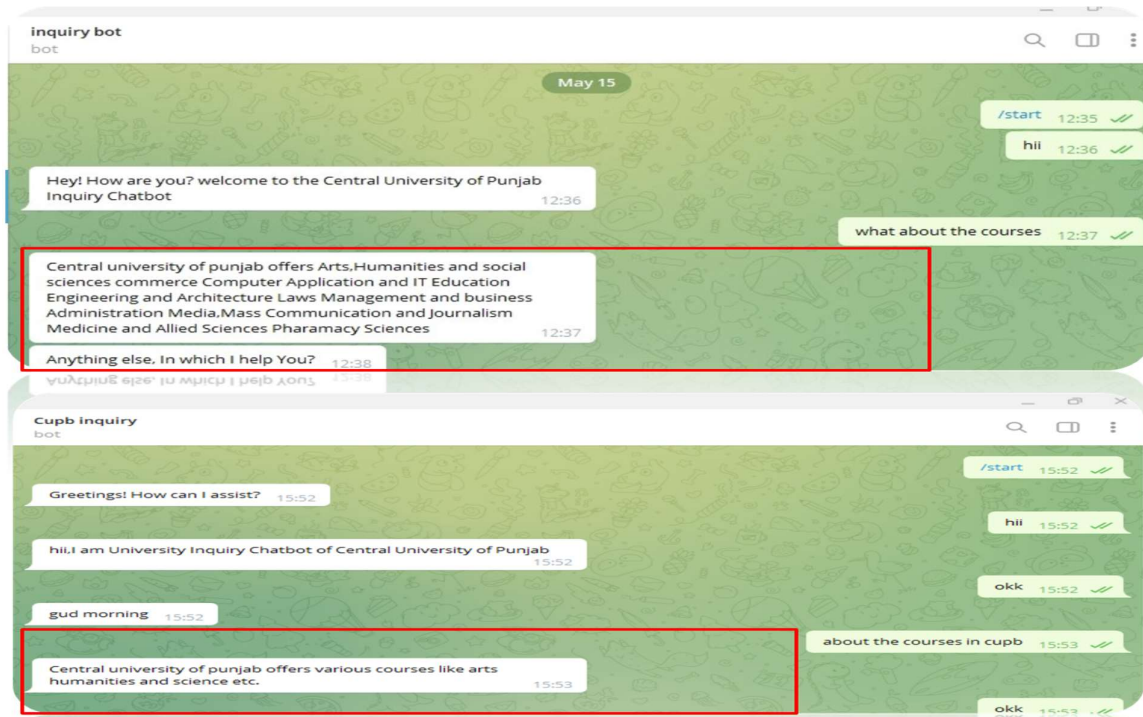 inquiry bot
bot
May 15
/start 12:35
hii 12:36
Hey! How are you? welcome to the Central University of Punjab
Inquiry Chatbot 12:36
what about the courses 12:37
Central university of punjab offers Arts,Humanities and social
sciences commerce Computer Application and IT Education
Engineering and Architecture Laws Management and business
Administration Media,Mass Communication and Journalism
Medicine and Allied Sciences Pharamacy Sciences 12:37
Anything else, In which I help You? 12:38
Cupb inquiry
bot
/start 15:52
Greetings! How can I assist? 15:52
hii 15:52
hii,I am University Inquiry Chatbot of Central University of Punjab
15:52
okk 15:52
gud morning 15:52
about the courses in cupb 15:53
Central university of punjab offers various courses like arts
humanities and science etc. 15:53
okk 15:53